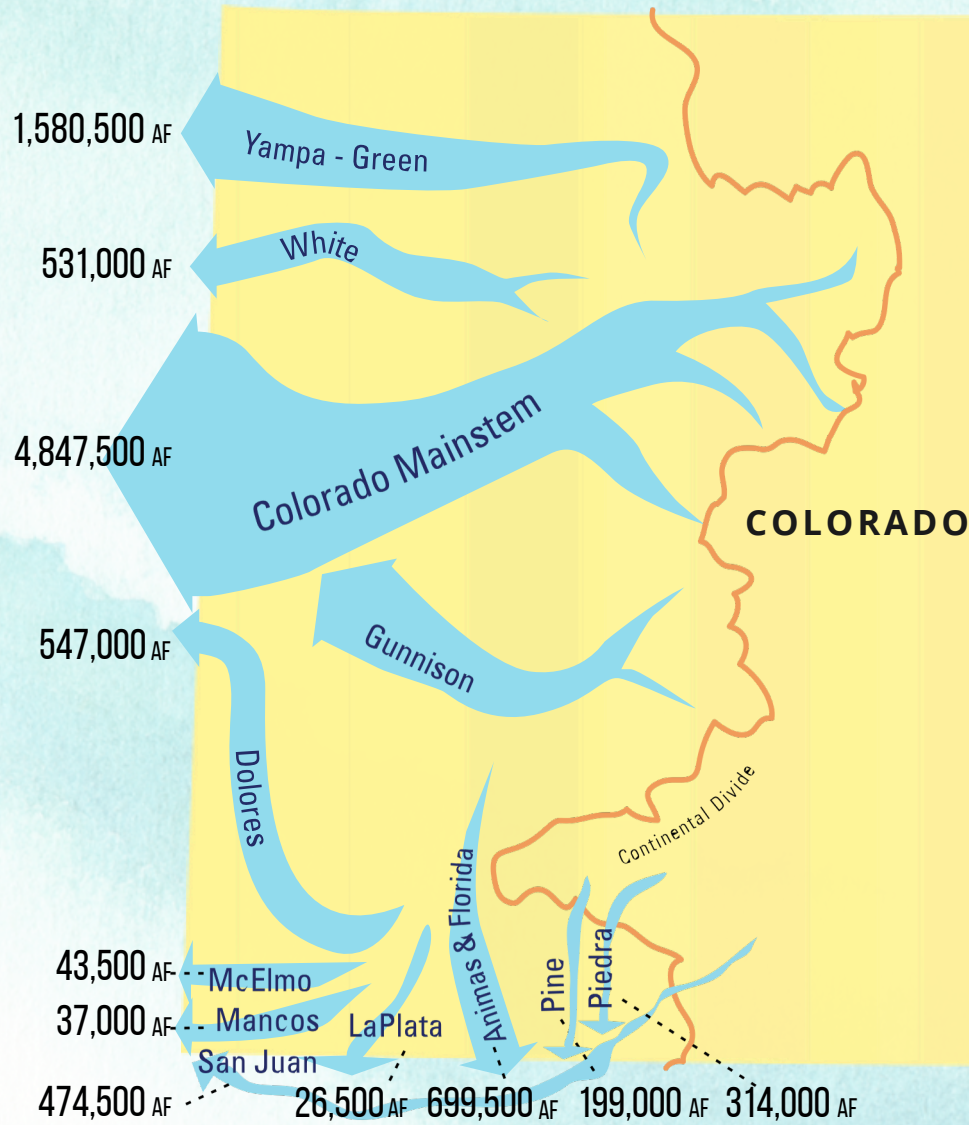 1,580,500 AF
Yampa - Green
White
531,000 AF
Colorado Mainstem
4,847,500 AF
COLORADO
547,000 AF
Gunnison
Dolores
Continental Divide
Animas & Florida
Pine
Piedra
43,500 AF
McElmo
37,000 AF
Mancos
LaPlata
San Juan
474,500 AF
26,500 AF
699,500 AF
199,000 AF
314,000 AF